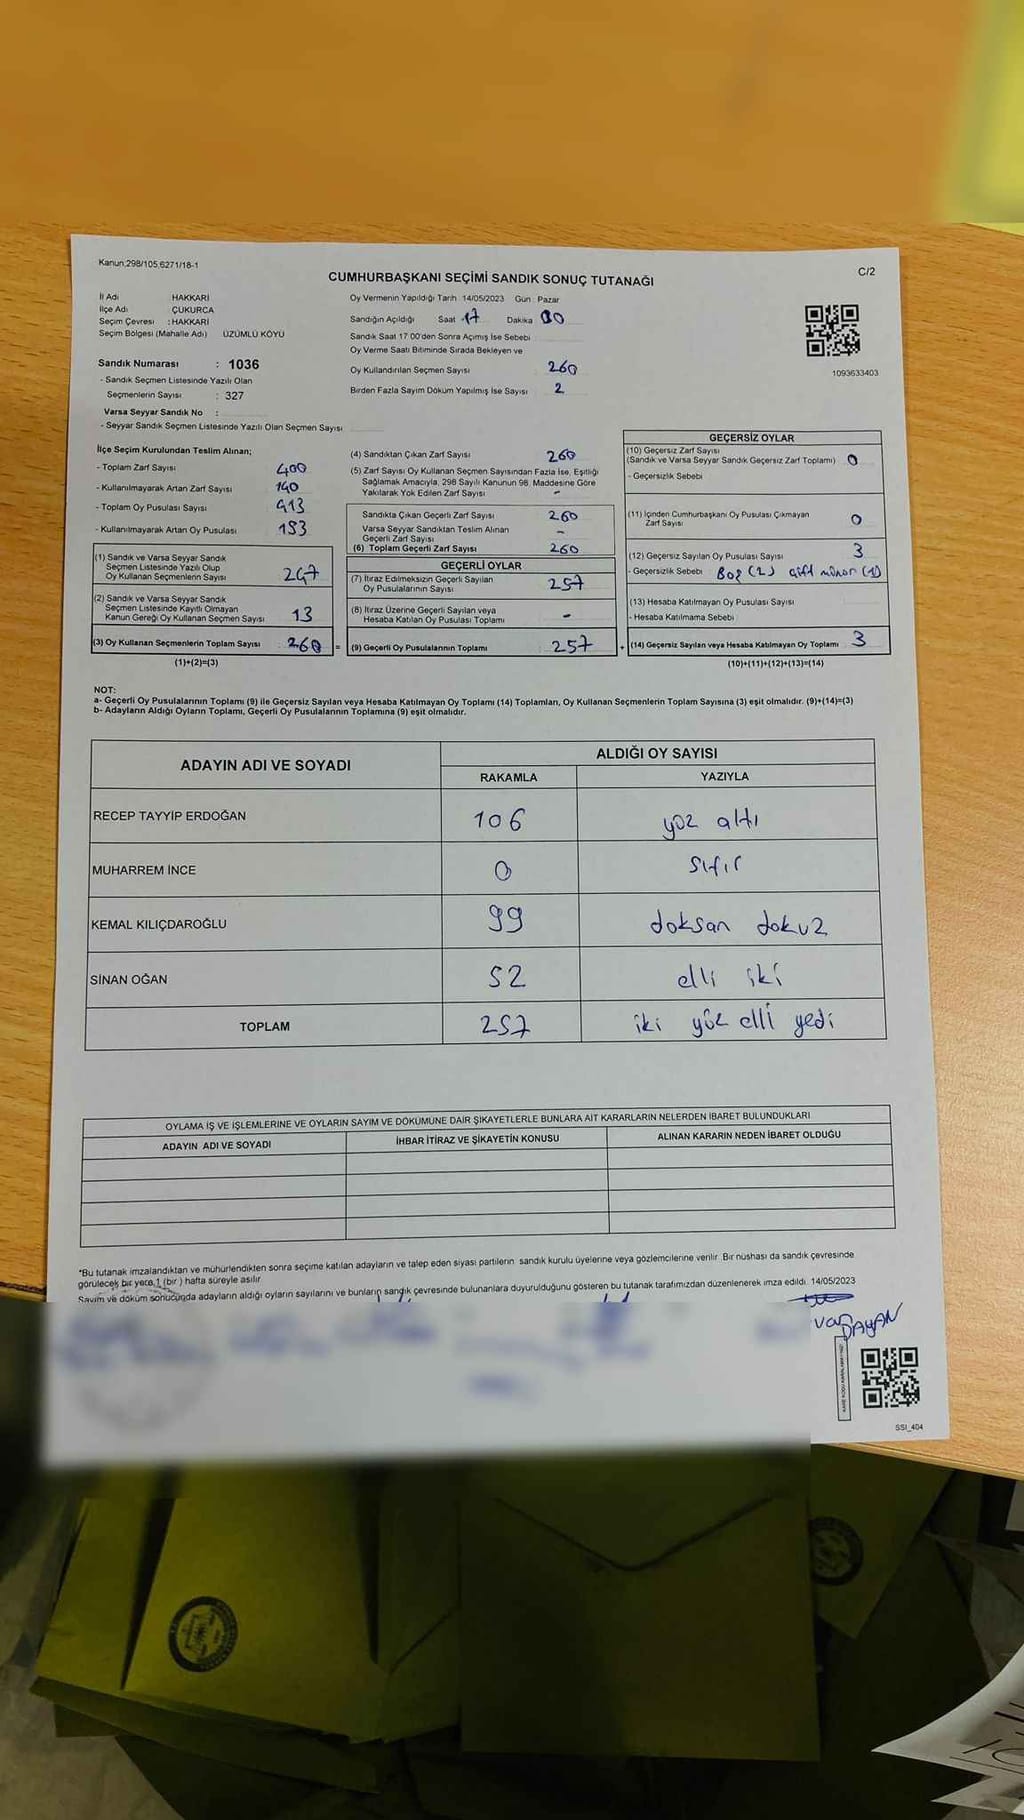 Kanun;298/105,6271/18-1
C/2
CUMHURBAŞKANI SEÇİMİ SANDIK SONUÇ TUTANAĞI
İl Adı HAKKARİ
İlçe Adı ÇUKURCA
Seçim Çevresi : HAKKARİ
Seçim Bölgesi (Mahalle Adı) ÜZÜMLÜ KÖYÜ
Sandık Numarası : 1036
- Sandık Seçmen Listesinde Yazılı Olan
Seçmenlerin Sayısı : 327
Varsa Seyyar Sandık No :
- Seyyar Sandık Seçmen Listesinde Yazılı Olan Seçmen Sayısı
Oy Vermenin Yapıldığı Tarih 14/05/2023 Gün : Pazar
Sandığın Açıldığı Saat 17 Dakika 00
Sandık Saat 17:00'den Sonra Açımış İse Sebebi
Oy Verme Saati Bitiminde Sırada Bekleyen ve
Oy Kullandırılan Seçmen Sayısı 260
Birden Fazla Sayım Döküm Yapılmış İse Sayısı 2
1093633403
İlçe Seçim Kurulundan Teslim Alınan;
- Toplam Zarf Sayısı 400
- Kullanılmayarak Artan Zarf Sayısı 140
- Toplam Oy Pusulası Sayısı 413
- Kullanılmayarak Artan Oy Pusulası 153
(1) Sandık ve Varsa Seyyar Sandık
Seçmen Listesinde Yazılı Olup
Oy Kullanan Seçmenlerin Sayısı 247
(2) Sandık ve Varsa Seyyar Sandık
Seçmen Listesinde Kayıtlı Olmayan
Kanun Gereği Oy Kullanan Seçmen Sayısı 13
(3) Oy Kullanan Seçmenlerin Toplam Sayısı 260 =
(1)+(2)=(3)
(4) Sandıktan Çıkan Zarf Sayısı 260
(5) Zarf Sayısı Oy Kullanan Seçmen Sayısından Fazla İse, Eşitliği
Sağlamak Amacıyla, 298 Sayılı Kanunun 98. Maddesine Göre
Yakılarak Yok Edilen Zarf Sayısı -
Sandıkta Çıkan Geçerli Zarf Sayısı 260
Varsa Seyyar Sandıktan Teslim Alınan
Geçerli Zarf Sayısı -
(6) Toplam Geçerli Zarf Sayısı 260
GEÇERLİ OYLAR
(7) İtiraz Edilmeksizin Geçerli Sayılan
Oy Pusulalarının Sayısı 257
(8) İtiraz Üzerine Geçerli Sayılan veya
Hesaba Katılan Oy Pusulası Toplamı -
(9) Geçerli Oy Pusulalarının Toplamı 257 +
GEÇERSİZ OYLAR
(10) Geçersiz Zarf Sayısı
(Sandık ve Varsa Seyyar Sandık Geçersiz Zarf Toplamı) 0
- Geçersizlik Sebebi
(11) İçinden Cumhurbaşkanı Oy Pusulası Çıkmayan
Zarf Sayısı 0
(12) Geçersiz Sayılan Oy Pusulası Sayısı 3
- Geçersizlik Sebebi Boş (2) çift mühür (1)
(13) Hesaba Katılmayan Oy Pusulası Sayısı
- Hesaba Katılmama Sebebi
(14) Geçersiz Sayılan veya Hesaba Katılmayan Oy Toplamı 3
(10)+(11)+(12)+(13)=(14)
NOT:
a- Geçerli Oy Pusulalarının Toplamı (9) ile Geçersiz Sayılan veya Hesaba Katılmayan Oy Toplamı (14) Toplamları, Oy Kullanan Seçmenlerin Toplam Sayısına (3) eşit olmalıdır. (9)+(14)=(3)
b- Adayların Aldığı Oyların Toplamı, Geçerli Oy Pusulalarının Toplamına (9) eşit olmalıdır.
ADAYIN ADI VE SOYADI
ALDIĞI OY SAYISI
RAKAMLA YAZIYLA
RECEP TAYYİP ERDOĞAN 106 yüz altı
MUHARREM İNCE 0 sıfır
KEMAL KILIÇDAROĞLU 99 doksan dokuz
SİNAN OĞAN 52 elli iki
TOPLAM 257 iki yüz elli yedi
OYLAMA İŞ VE İŞLEMLERİNE VE OYLARIN SAYIM VE DÖKÜMÜNE DAİR ŞİKAYETLERLE BUNLARA AİT KARARLARIN NELERDEN İBARET BULUNDUKLARI
ADAYIN ADI VE SOYADI İHBAR İTİRAZ VE ŞİKAYETİN KONUSU ALINAN KARARIN NEDEN İBARET OLDUĞU
*Bu tutanak imzalandıktan ve mühürlendikten sonra seçime katılan adayların ve talep eden siyasi partilerin sandık kurulu üyelerine veya gözlemcilerine verilir. Bir nüshası da sandık çevresinde
görülecek bir yere 1 (bir) hafta süreyle asılır.
Sayım ve döküm sonucunda adayların aldığı oyların sayılarını ve bunların sandık çevresinde bulunanlara duyurulduğunu gösteren bu tutanak tarafımızdan düzenlenerek imza edildi. 14/05/2023
DAYAN
SSI_404